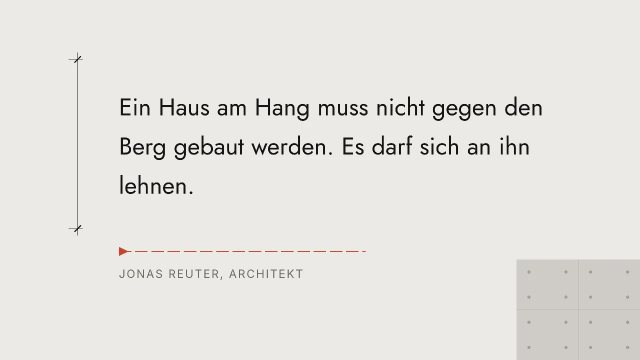 Ein Haus am Hang muss nicht gegen den
Berg gebaut werden. Es darf sich an ihn
lehnen.
JONAS REUTER, ARCHITEKT